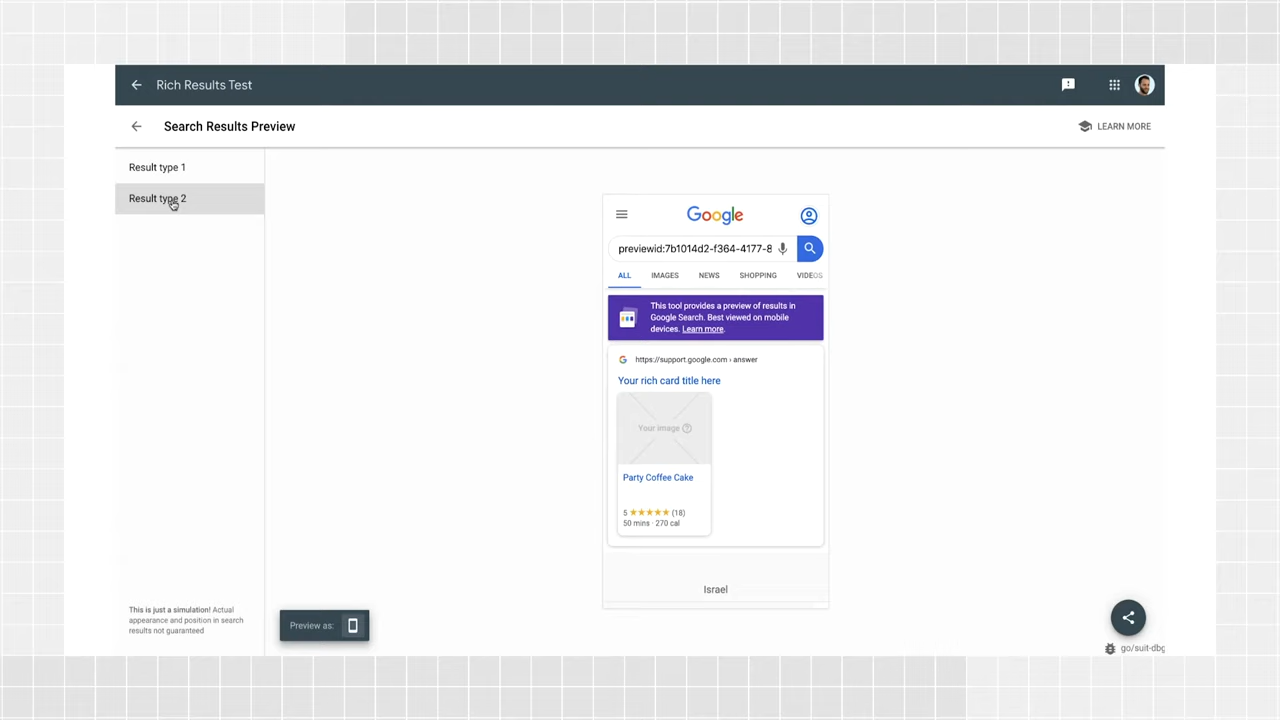 Rich Results Test
Search Results Preview
LEARN MORE
Result type 1
Result type 2
Google
previewid:7b1014d2-f364-4177-8
ALL IMAGES NEWS SHOPPING VIDEOS
This tool provides a preview of results in
Google Search. Best viewed on mobile
devices. Learn more.
https://support.google.com › answer
Your rich card title here
Your image
Party Coffee Cake
5 ★★★★★ (18)
50 mins · 270 cal
Israel
This is just a simulation! Actual
appearance and position in search
results not guaranteed
Preview as:
go/suit-dbg